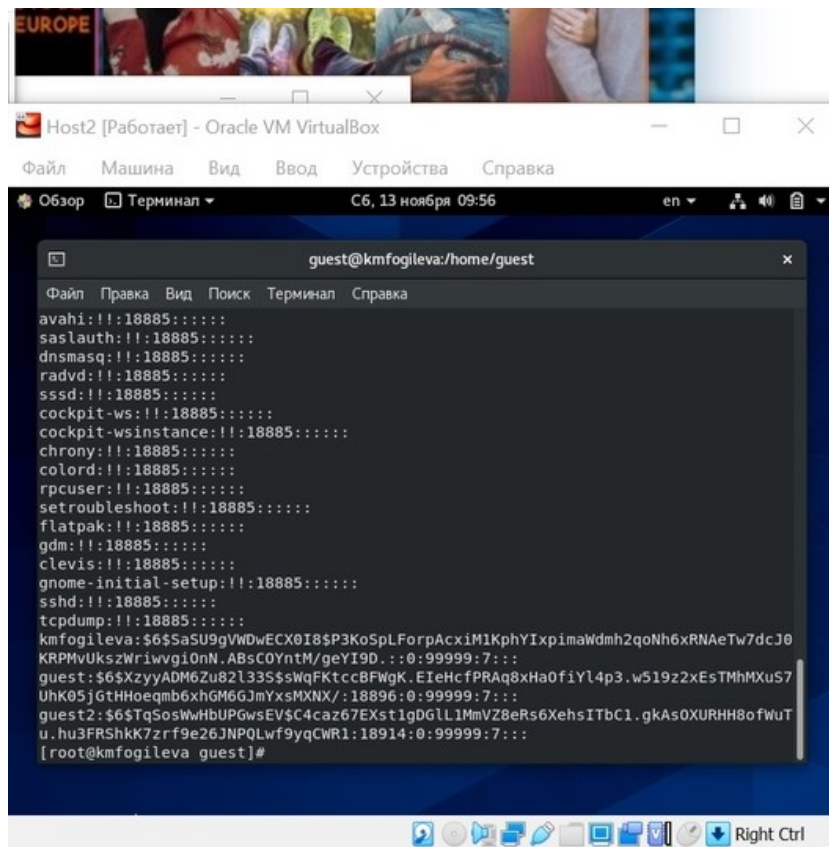 EUROPE
Host2 [Работает] - Oracle VM VirtualBox
Файл Машина Вид Ввод Устройства Справка
Обзор Терминал Сб, 13 ноября 09:56 en
guest@kmfogileva:/home/guest
Файл Правка Вид Поиск Терминал Справка
avahi:!!:18885::::::
saslauth:!!:18885::::::
dnsmasq:!!:18885::::::
radvd:!!:18885::::::
sssd:!!:18885::::::
cockpit-ws:!!:18885::::::
cockpit-wsinstance:!!:18885::::::
chrony:!!:18885::::::
colord:!!:18885::::::
rpcuser:!!:18885::::::
setroubleshoot:!!:18885::::::
flatpak:!!:18885::::::
gdm:!!:18885::::::
clevis:!!:18885::::::
gnome-initial-setup:!!:18885::::::
sshd:!!:18885::::::
tcpdump:!!:18885::::::
kmfogileva:$6$SaSU9gVWDwECX0I8$P3KoSpLForpAcxiM1KphYIxpimaWdmh2qoNh6xRNAeTw7dcJ0
KRPMvUkszWriwvgiOnN.ABsCOYntM/geYI9D.::0:99999:7:::
guest:$6$XzyyADM6Zu82l33S$sWqFKtccBFWgK.EIeHcfPRAq8xHaOfiYl4p3.w519z2xEsTMhMXuS7
UhK05jGtHHoeqmb6xhGM6GJmYxsMXNX/:18896:0:99999:7:::
guest2:$6$TqSosWwHbUPGwsEV$C4caz67EXst1gDGlL1MmVZ8eRs6XehsITbC1.gkAsOXURHH8ofWuT
u.hu3FRShkK7zrf9e26JNPQLwf9yqCWR1:18914:0:99999:7:::
[root@kmfogileva guest]#
Right Ctrl